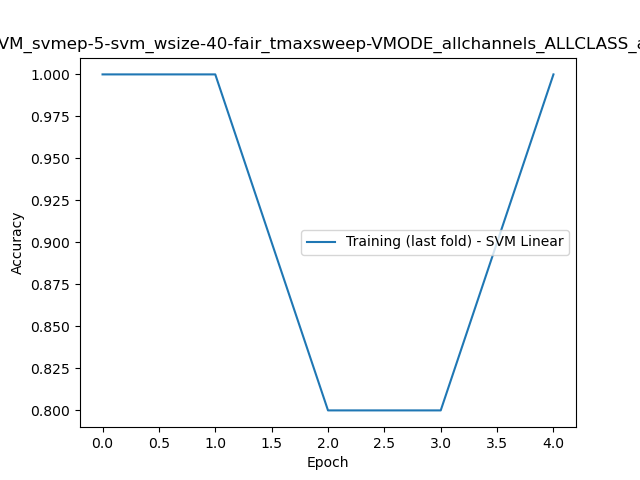 VM_svmep-5-svm_wsize-40-fair_tmaxsweep-VMODE_allchannels_ALLCLASS_a
1.000
0.975
0.950
0.925
0.900
0.875
0.850
0.825
0.800
Accuracy
Training (last fold) - SVM Linear
0.0 0.5 1.0 1.5 2.0 2.5 3.0 3.5 4.0
Epoch